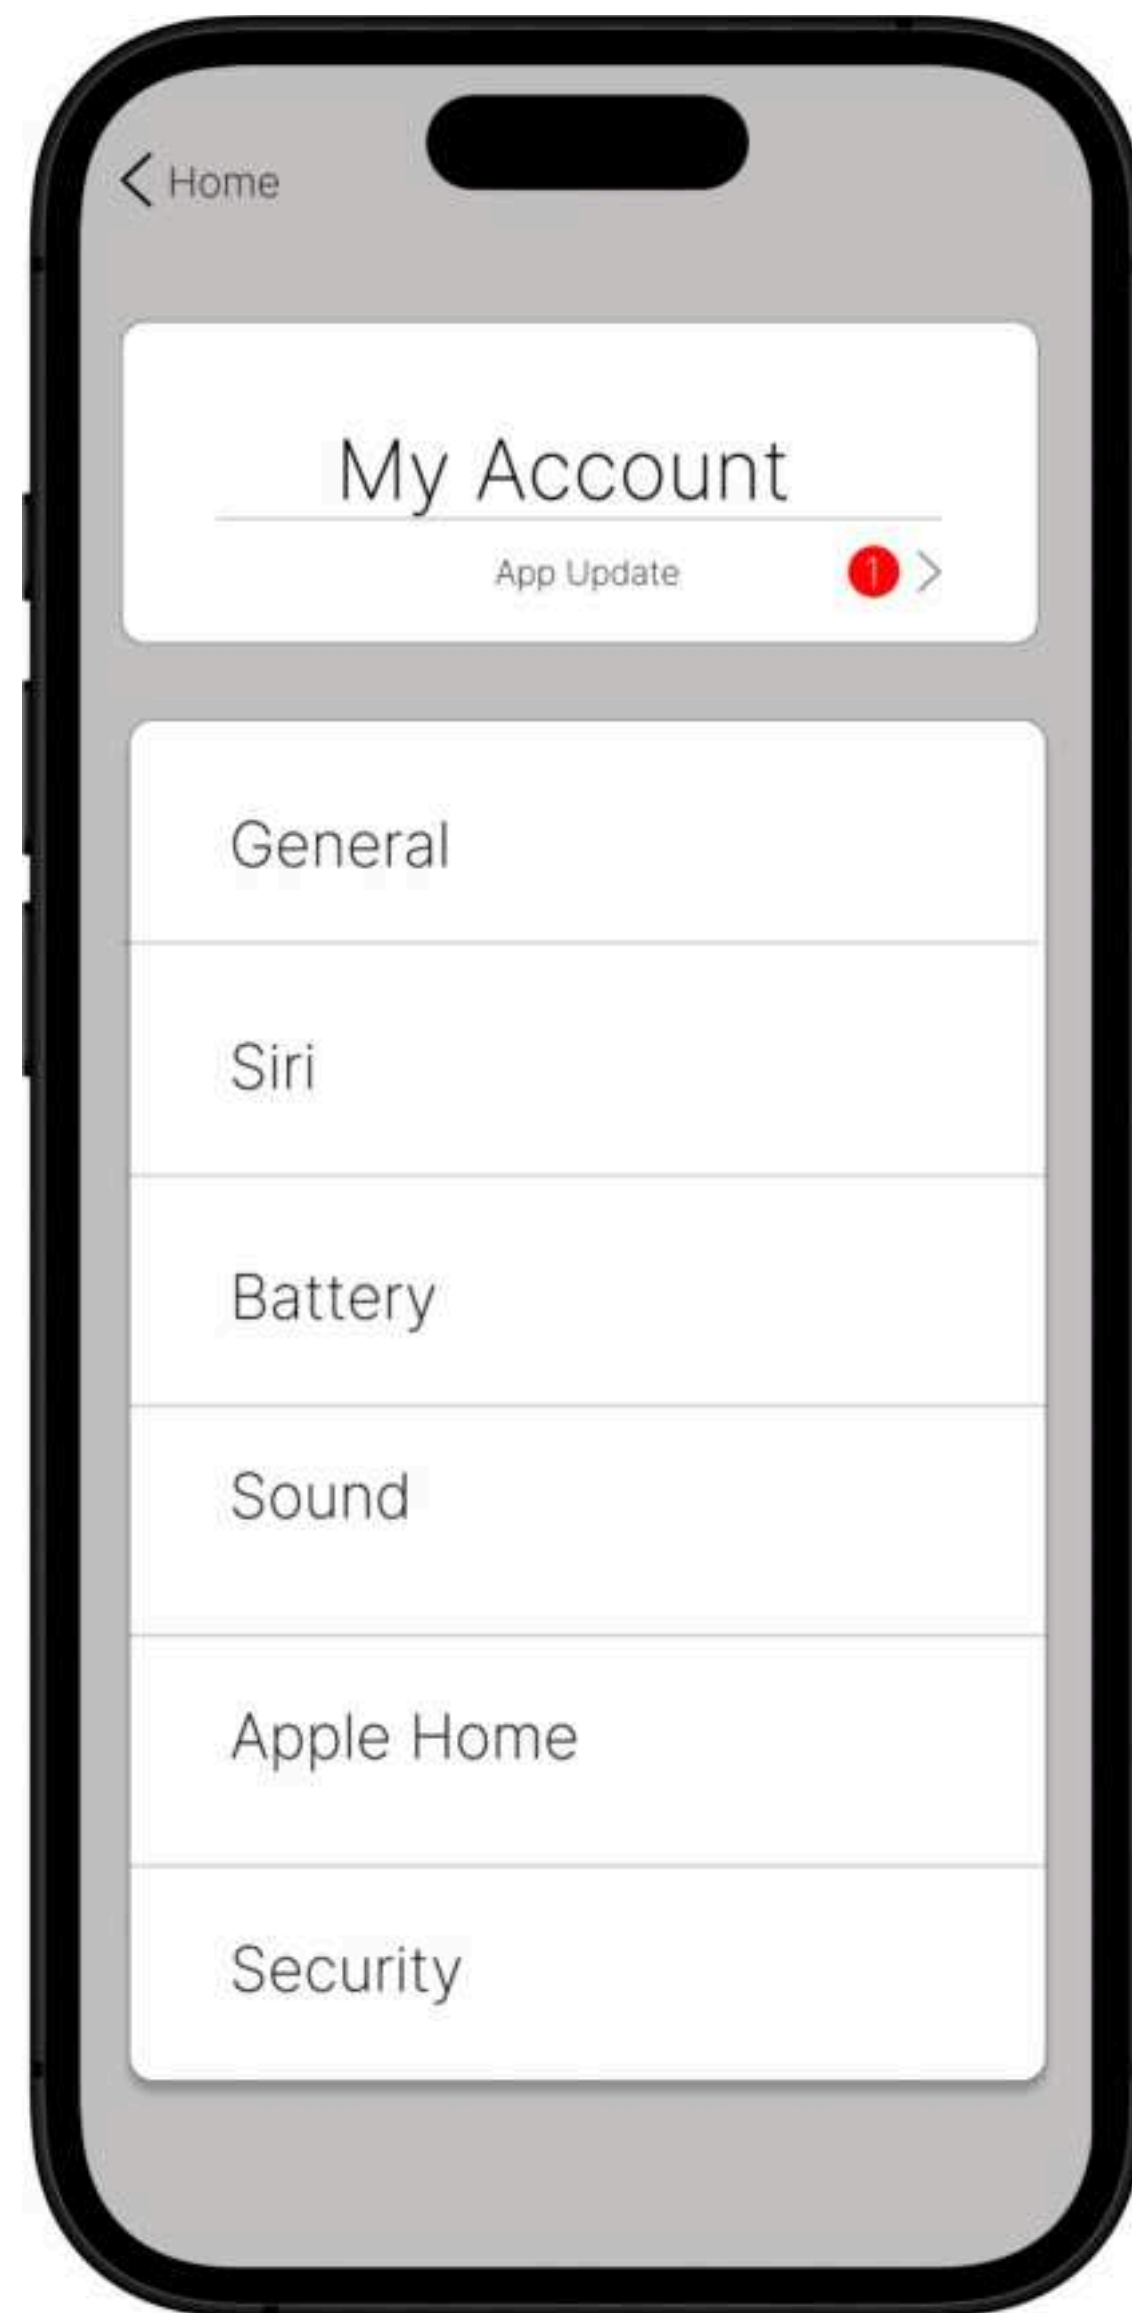 Home
My Account
App Update
1
General
Siri
Battery
Sound
Apple Home
Security